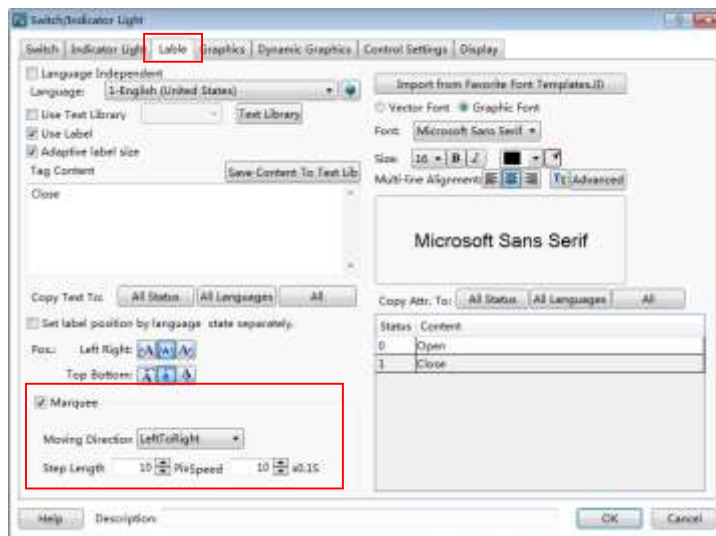 Switch/Indicator Light
Switch
Indicator Light
Lable
Graphics
Dynamic Graphics
Control Settings
Display
Language Independent
Language: 1-English (United States)
Use Text Library
Text Library
Use Label
Adaptive label size
Tag Content
Save Content To Text Lib
Close
Copy Text To: All Status All Languages All
Set label position by language state separately.
Pos.: Left Right:
Top Bottom:
Marquee
Moving Direction LeftToRight
Step Length 10 Pix Speed 10 x0.1S
Import from Favorite Font Templates.ID
Vector Font Graphic Font
Font: Microsoft Sans Serif
Size 16 B I
Multi-line Alignment: Advanced
Microsoft Sans Serif
Copy Attr. To: All Status All Languages All
Status Content
0 Open
1 Close
Help Description: OK Cancel